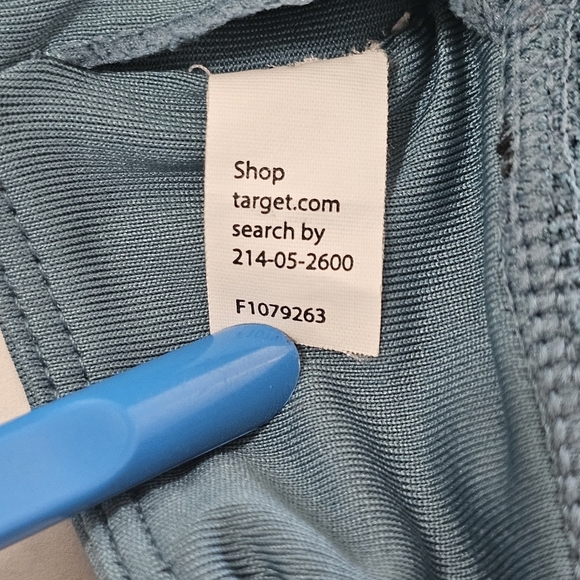 Shop
target.com
search by
214-05-2600
F1079263